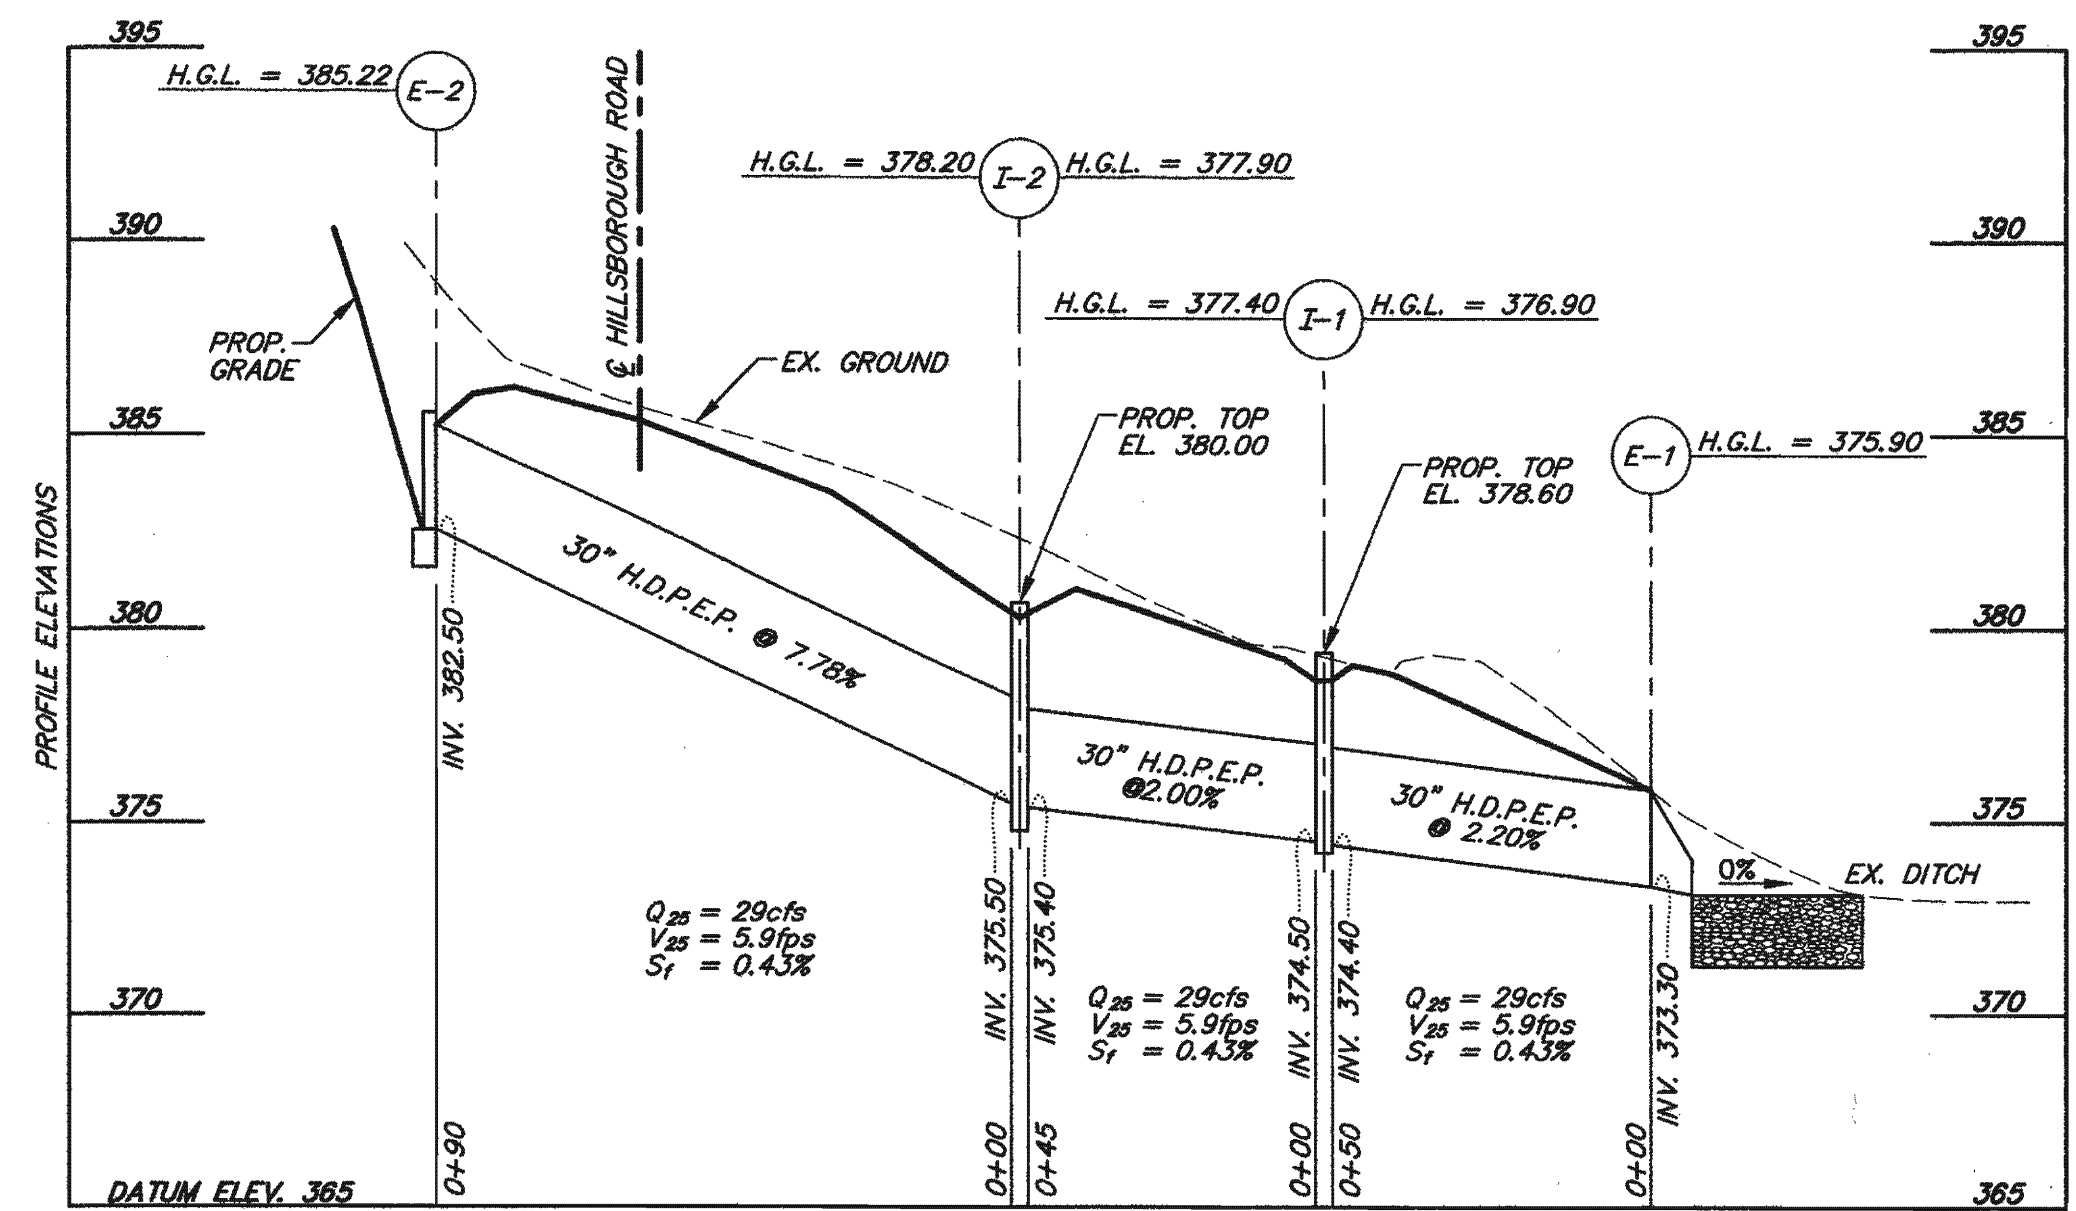 395
395
H.G.L. = 385.22
E-2
℄ HILLSBOROUGH ROAD
H.G.L. = 378.20
I-2
H.G.L. = 377.90
390
390
H.G.L. = 377.40
I-1
H.G.L. = 376.90
PROP.
GRADE
EX. GROUND
385
385
PROP. TOP
EL. 380.00
E-1
H.G.L. = 375.90
PROP. TOP
EL. 378.60
PROFILE ELEVATIONS
30" H.D.P.E.P. @ 7.78%
380
380
INV. 382.50
30" H.D.P.E.P.
@2.00%
30" H.D.P.E.P.
@ 2.20%
375
375
0%
EX. DITCH
Q25 = 29cfs
V25 = 5.9fps
Sf = 0.43%
INV. 375.50
INV. 375.40
INV. 374.50
INV. 374.40
INV. 373.30
370
370
Q25 = 29cfs
V25 = 5.9fps
Sf = 0.43%
Q25 = 29cfs
V25 = 5.9fps
Sf = 0.43%
0+90
0+00
0+45
0+00
0+50
0+00
DATUM ELEV. 365
365